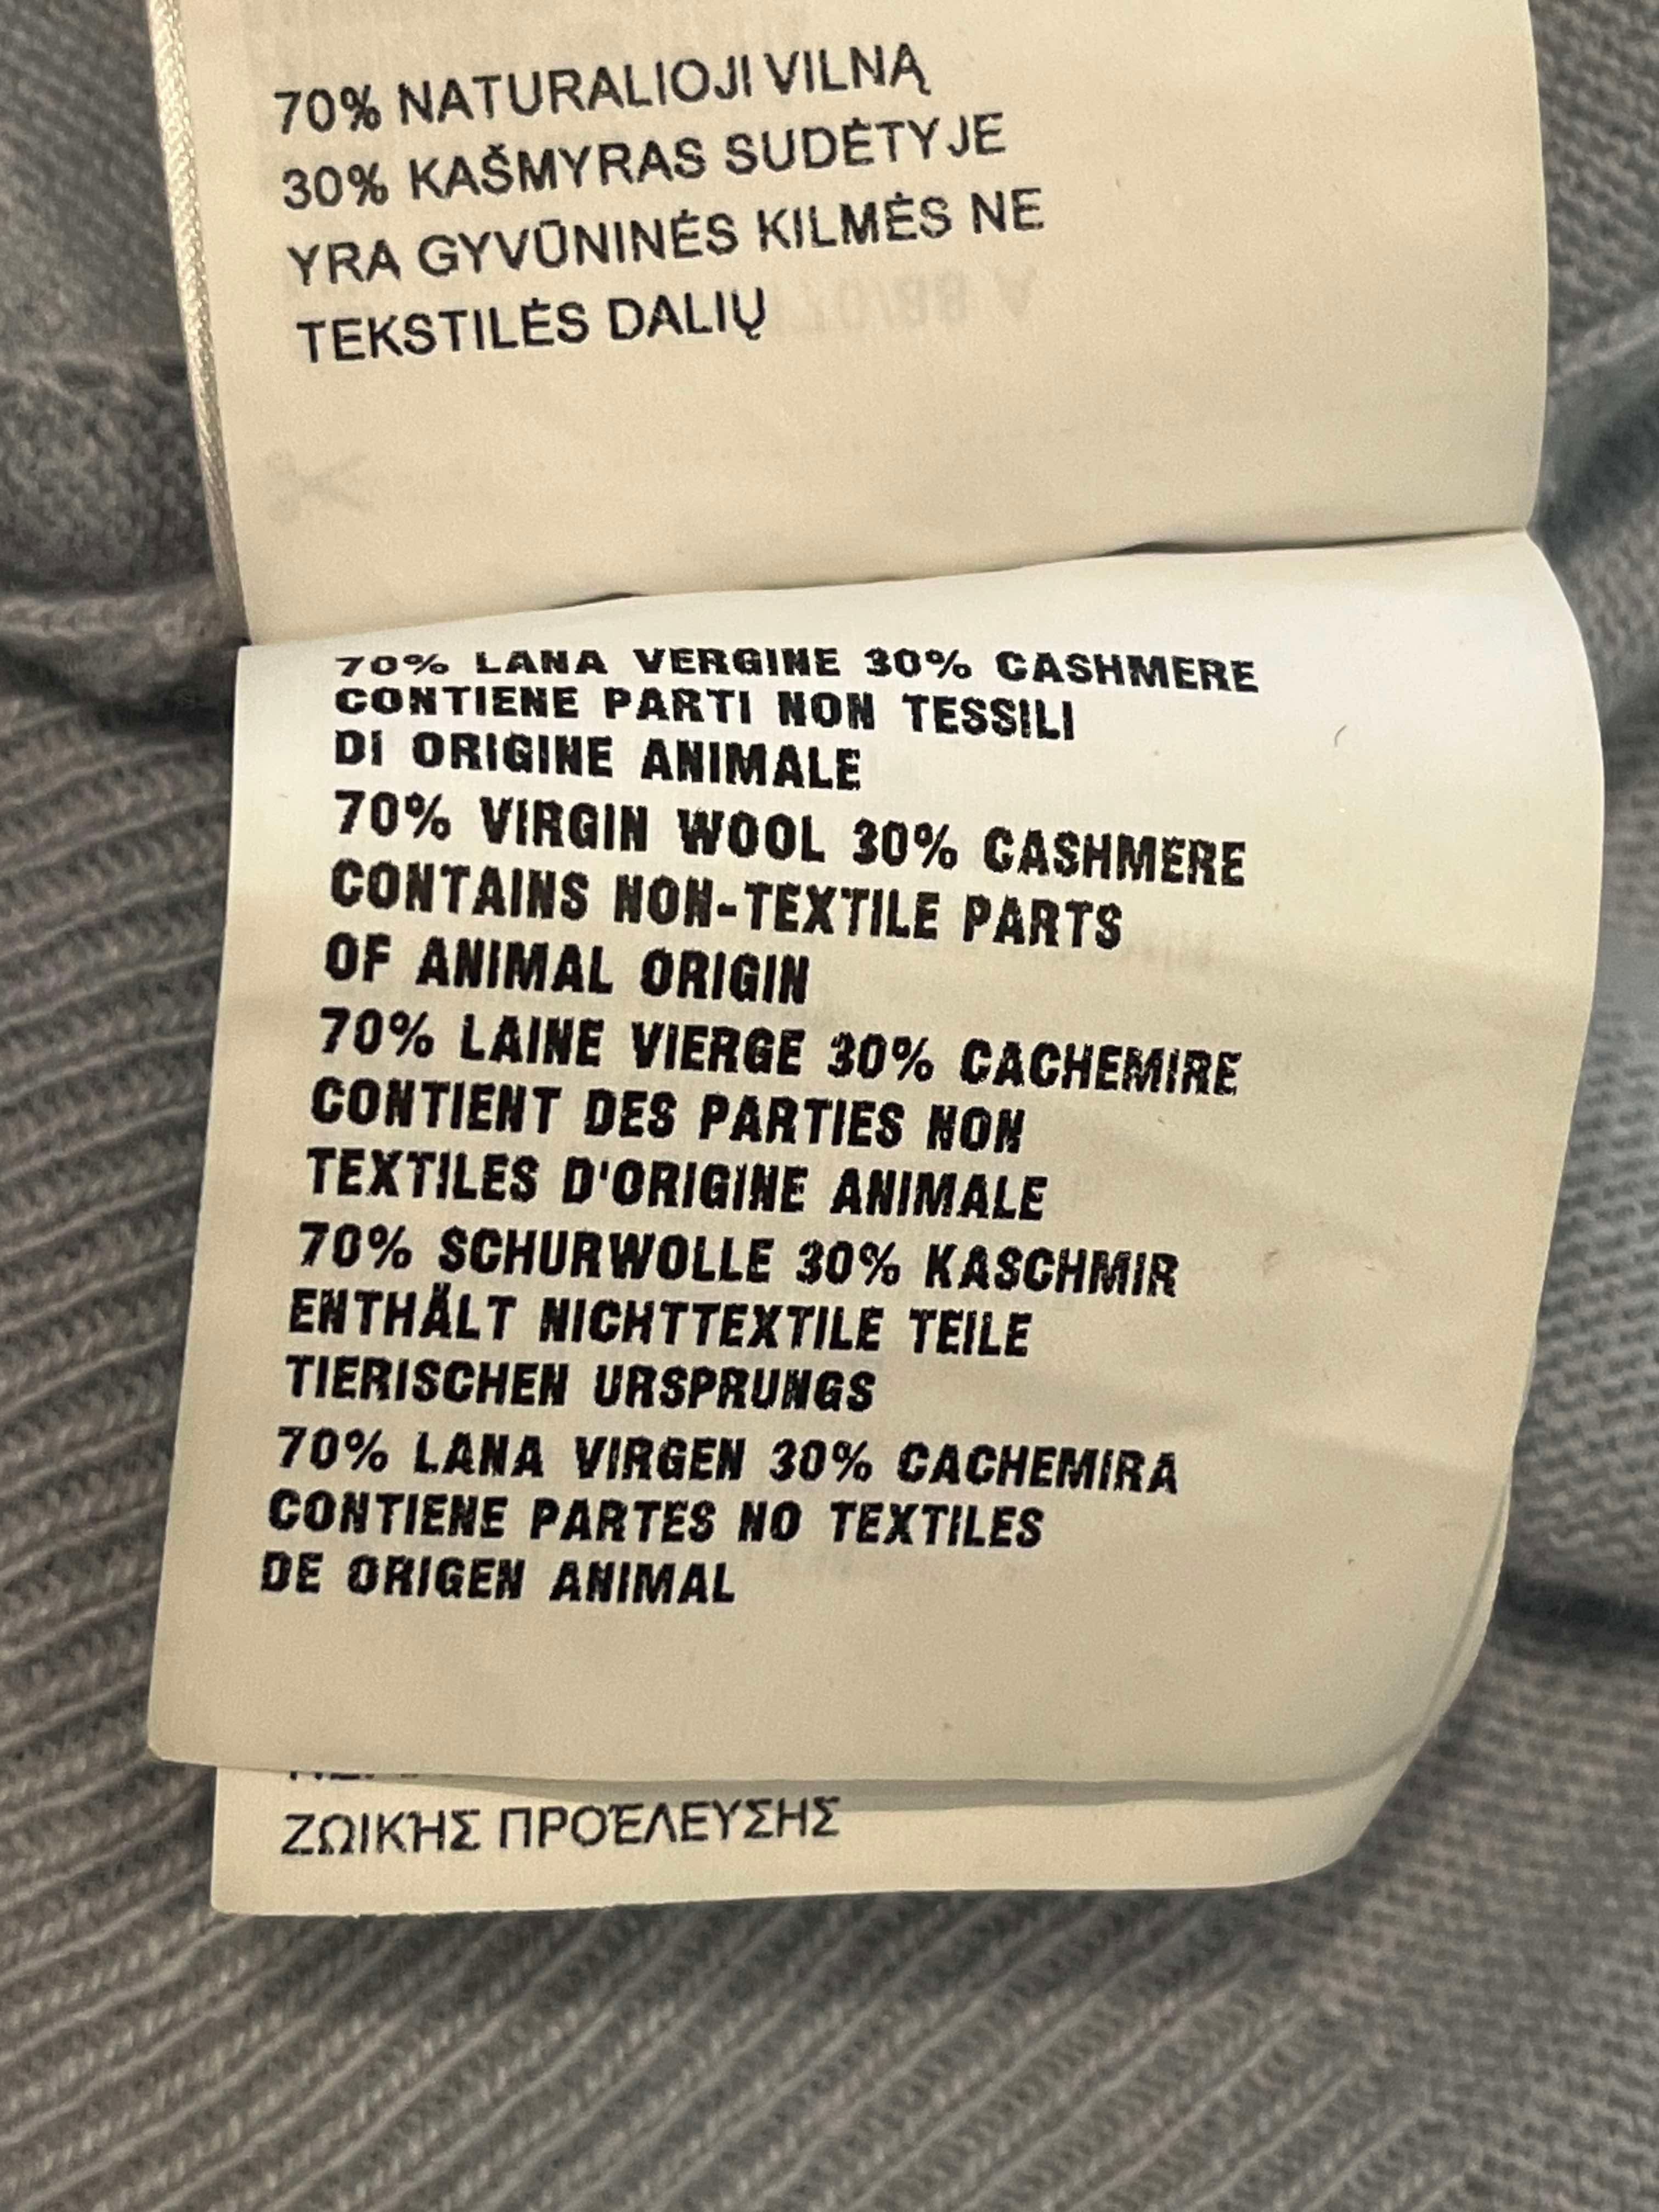 70% NATURALIOJI VILNĄ
30% KAŠMYRAS SUDĖTYJE
YRA GYVŪNINĖS KILMĖS NE
TEKSTILĖS DALIŲ
70% LANA VERGINE 30% CASHMERE
CONTIENE PARTI NON TESSILI
DI ORIGINE ANIMALE
70% VIRGIN WOOL 30% CASHMERE
CONTAINS NON-TEXTILE PARTS
OF ANIMAL ORIGIN
70% LAINE VIERGE 30% CACHEMIRE
CONTIENT DES PARTIES NON
TEXTILES D'ORIGINE ANIMALE
70% SCHURWOLLE 30% KASCHMIR
ENTHÄLT NICHTTEXTILE TEILE
TIERISCHEN URSPRUNGS
70% LANA VIRGEN 30% CACHEMIRA
CONTIENE PARTES NO TEXTILES
DE ORIGEN ANIMAL
ΖΩΙΚΉΣ ΠΡΟΈΛΕΥΣΗΣ